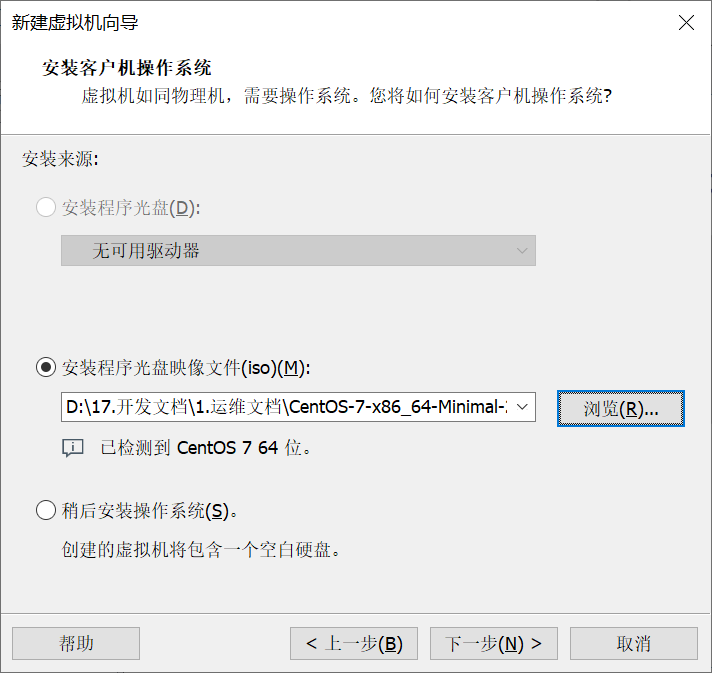 新建虚拟机向导
安装客户机操作系统
虚拟机如同物理机，需要操作系统。您将如何安装客户机操作系统?
安装来源:
安装程序光盘(D):
无可用驱动器
安装程序光盘映像文件(iso)(M):
D:\17.开发文档\1.运维文档\CentOS-7-x86_64-Minimal-
浏览(R)...
已检测到 CentOS 7 64 位。
稍后安装操作系统(S)。
创建的虚拟机将包含一个空白硬盘。
帮助
< 上一步(B)
下一步(N) >
取消